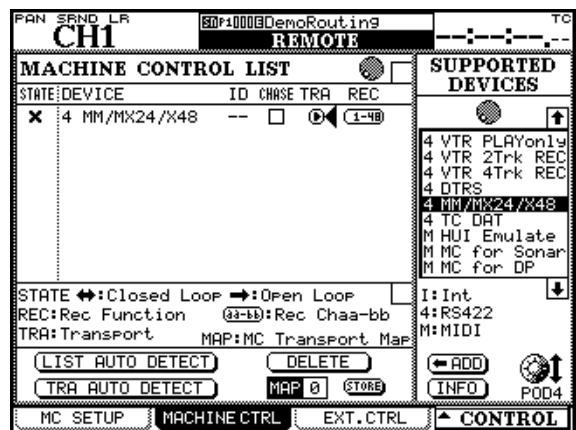 PAN SRND LR
CH1
SNP:0000:DemoRouting
REMOTE
TC
--:--:--.--
MACHINE CONTROL LIST
STATE DEVICE ID CHASE TRA REC
4 MM/MX24/X48 -- 1-48
STATE :Closed Loop :Open Loop
REC:Rec Function aa-bb:Rec Chaa-bb
TRA:Transport MAP:MC Transport Map
LIST AUTO DETECT DELETE
TRA AUTO DETECT MAP 0 STORE
SUPPORTED
DEVICES
4 VTR PLAYonly
4 VTR 2Trk REC
4 VTR 4Trk REC
4 DTRS
4 MM/MX24/X48
4 TC DAT
M HUI Emulate
M MC for Sonar
M MC for DP
I:Int
4:RS422
M:MIDI
ADD
INFO
POD4
MC SETUP MACHINE CTRL EXT.CTRL CONTROL